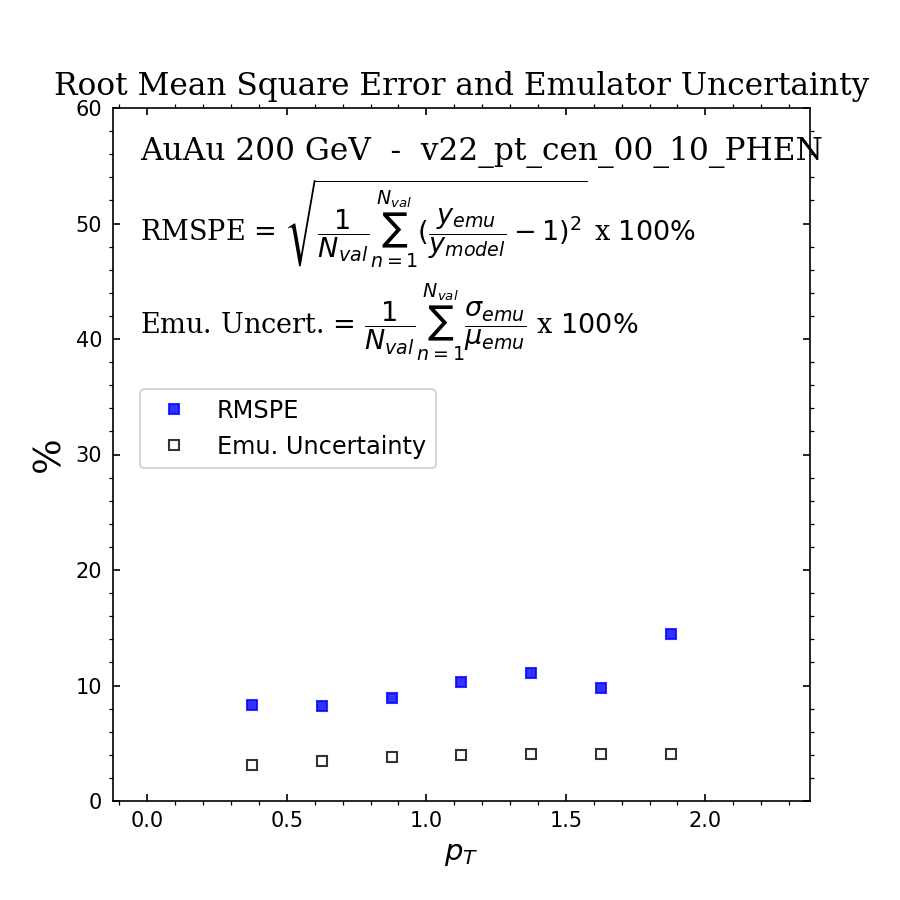 Root Mean Square Error and Emulator Uncertainty
AuAu 200 GeV - v22_pt_cen_00_10_PHEN
RMSPE = √(1/N_val ∑_{n=1}^{N_val} (y_emu/y_model − 1)²) x 100%
Emu. Uncert. = 1/N_val ∑_{n=1}^{N_val} σ_emu/μ_emu x 100%
RMSPE
Emu. Uncertainty
%
60
50
40
30
20
10
0
0.0 0.5 1.0 1.5 2.0
p_T